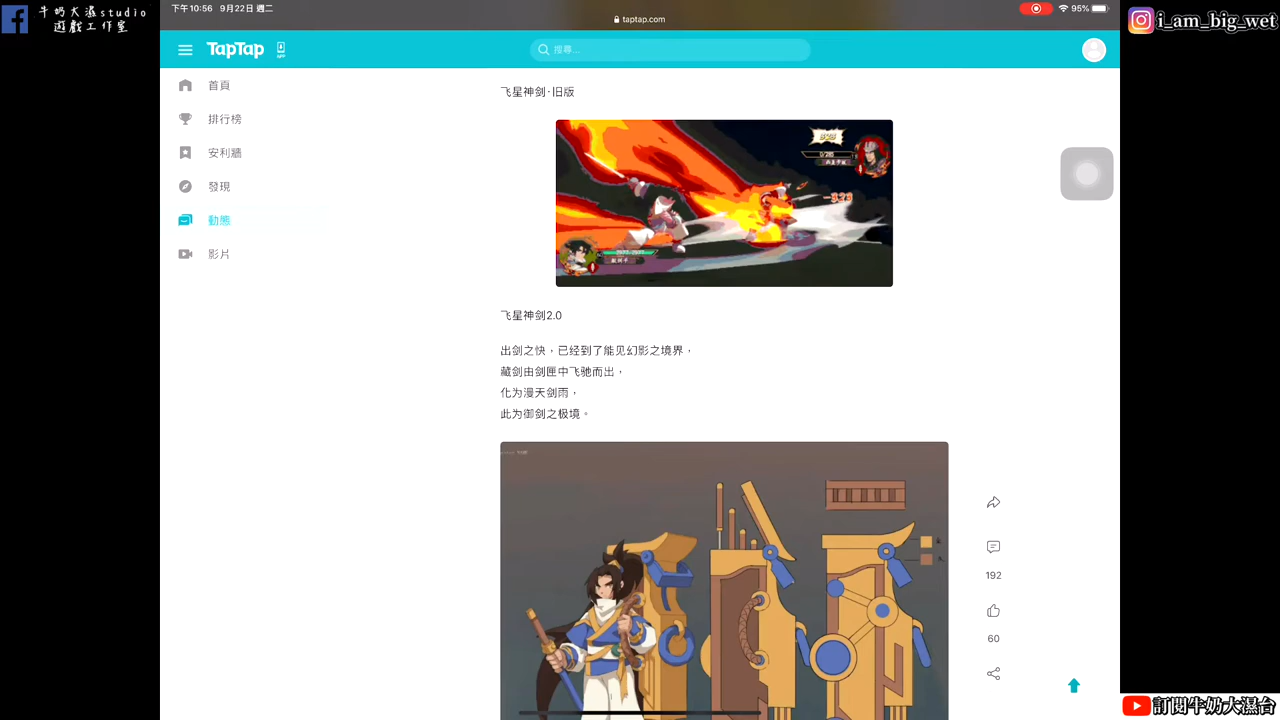 牛奶大濕studio
遊戲工作室
下午10:56 9月22日 週二
taptap.com
95%
i_am_big_wet
TapTap
APP
搜尋...
首頁
排行榜
安利牆
發現
動態
影片
飞星神剑·旧版
323
-323
飞星神剑2.0
出剑之快，已经到了能见幻影之境界，
藏剑由剑匣中飞驰而出，
化为漫天剑雨，
此为御剑之极境。
192
60
訂閱牛奶大濕台